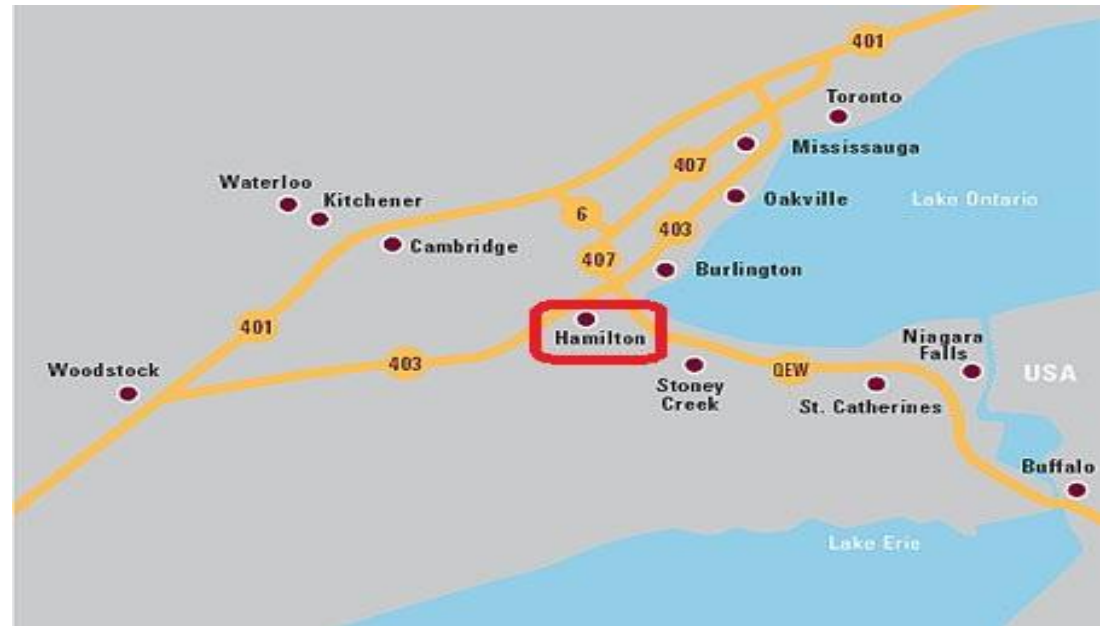 401
Toronto
Mississauga
407
Waterloo
Kitchener
Oakville
Lake Ontario
6
403
Cambridge
407
Burlington
401
Hamilton
Niagara
Falls
403
Woodstock
QEW
USA
Stoney
Creek
St. Catherines
Buffalo
Lake Erie